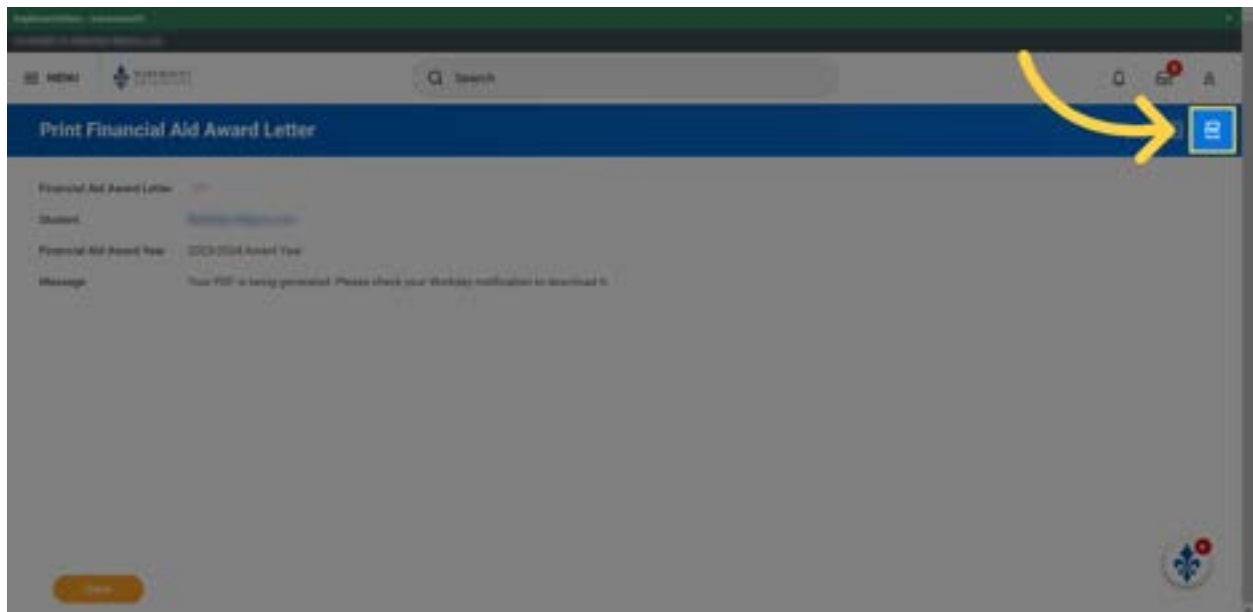 MENU
Search
Print Financial Aid Award Letter
Financial Aid Award Letter
Student
Financial Aid Award Year 2023-2024 Award Year
Message Your PDF is being generated. Please check your Workday notification to download it.
Done